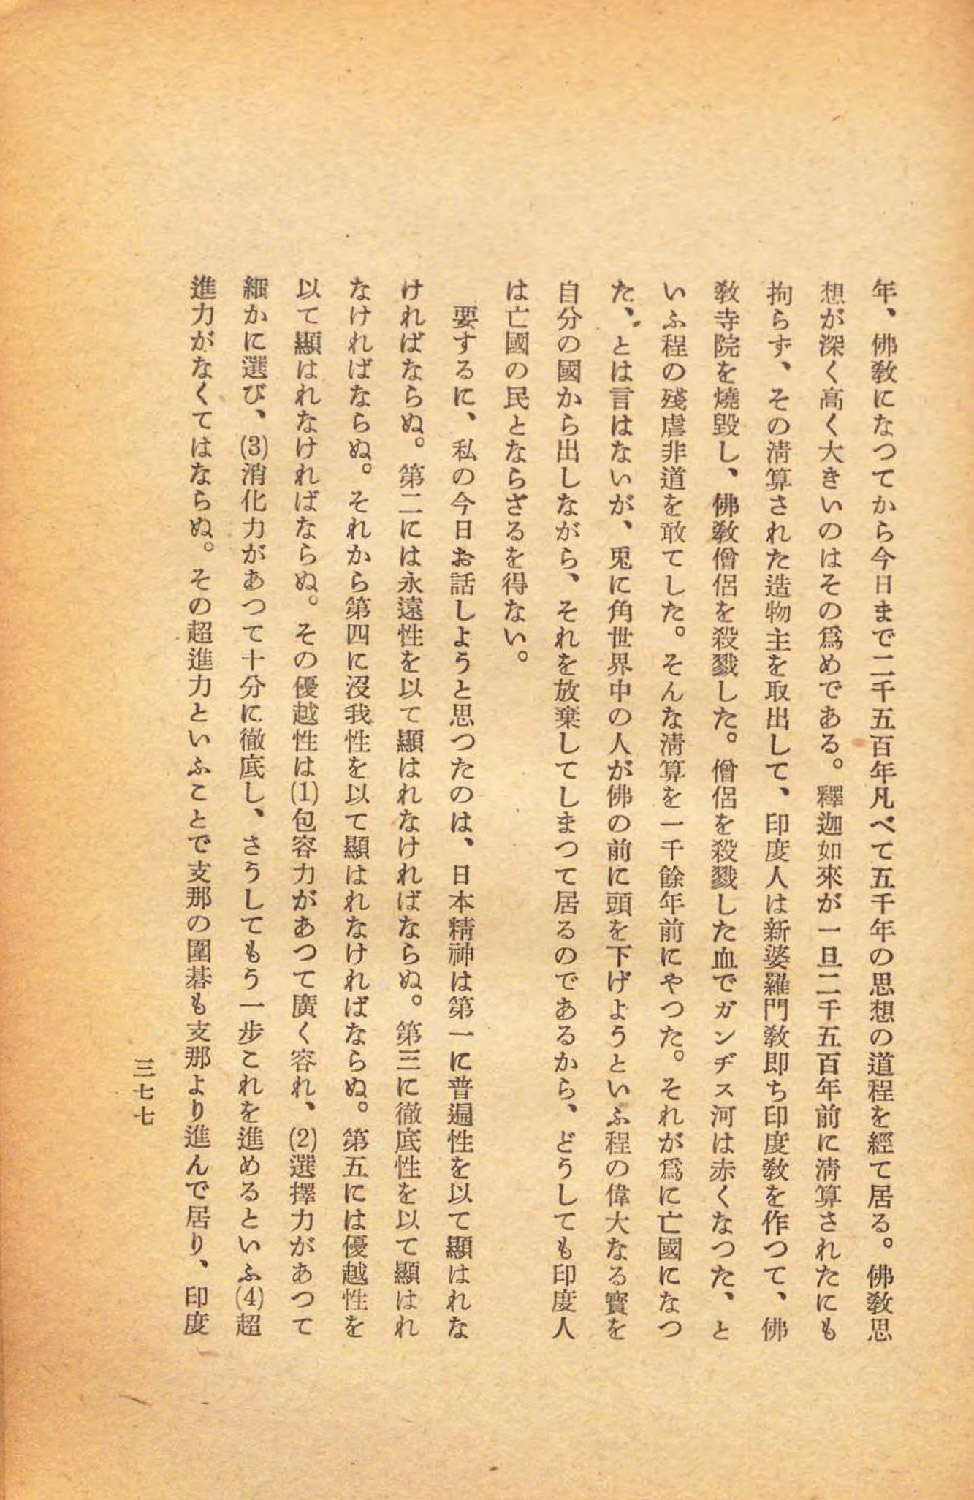 年、佛敎になつてから今日まで二千五百年凡べて五千年の思想の道程を經て居る。佛敎思
想が深く高く大きいのはその爲めである。釋迦如來が一旦二千五百年前に淸算されたにも
拘らず、その淸算された造物主を取出して、印度人は新婆羅門敎卽ち印度敎を作つて、佛
敎寺院を燒毀し、佛敎僧侶を殺戮した。僧侶を殺戮した血でガンヂス河は赤くなつた、と
いふ程の殘虐非道を敢てした。そんな淸算を一千餘年前にやつた。それが爲に亡國になつ
た、とは言はないが、兎に角世界中の人が佛の前に頭を下げようといふ程の偉大なる寶を
自分の國から出しながら、それを放棄してしまつて居るのであるから、どうしても印度人
は亡國の民とならざるを得ない。
要するに、私の今日お話しようと思つたのは、日本精神は第一に普遍性を以て顯はれな
ければならぬ。第二には永遠性を以て顯はれなければならぬ。第三に徹底性を以て顯はれ
なければならぬ。それから第四に沒我性を以て顯はれなければならぬ。第五には優越性を
以て顯はれなければならぬ。その優越性は(1)包容力があつて廣く容れ、(2)選擇力があつて
細かに選び、(3)消化力があつて十分に徹底し、さうしてもう一步これを進めるといふ(4)超
進力がなくてはならぬ。その超進力といふことで支那の圍碁も支那より進んで居り、印度
三七七